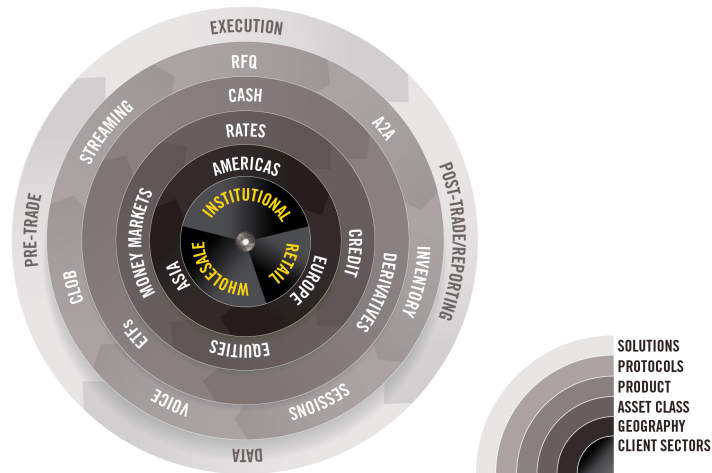 EXECUTION
RFQ
CASH
RATES
AMERICAS
INSTITUTIONAL
RETAIL
WHOLESALE
EUROPE
ASIA
CREDIT
EQUITIES
MONEY MARKETS
DERIVATIVES
ETFs
A2A
INVENTORY
SESSIONS
VOICE
CLOB
STREAMING
POST-TRADE/REPORTING
DATA
PRE-TRADE
SOLUTIONS
PROTOCOLS
PRODUCT
ASSET CLASS
GEOGRAPHY
CLIENT SECTORS